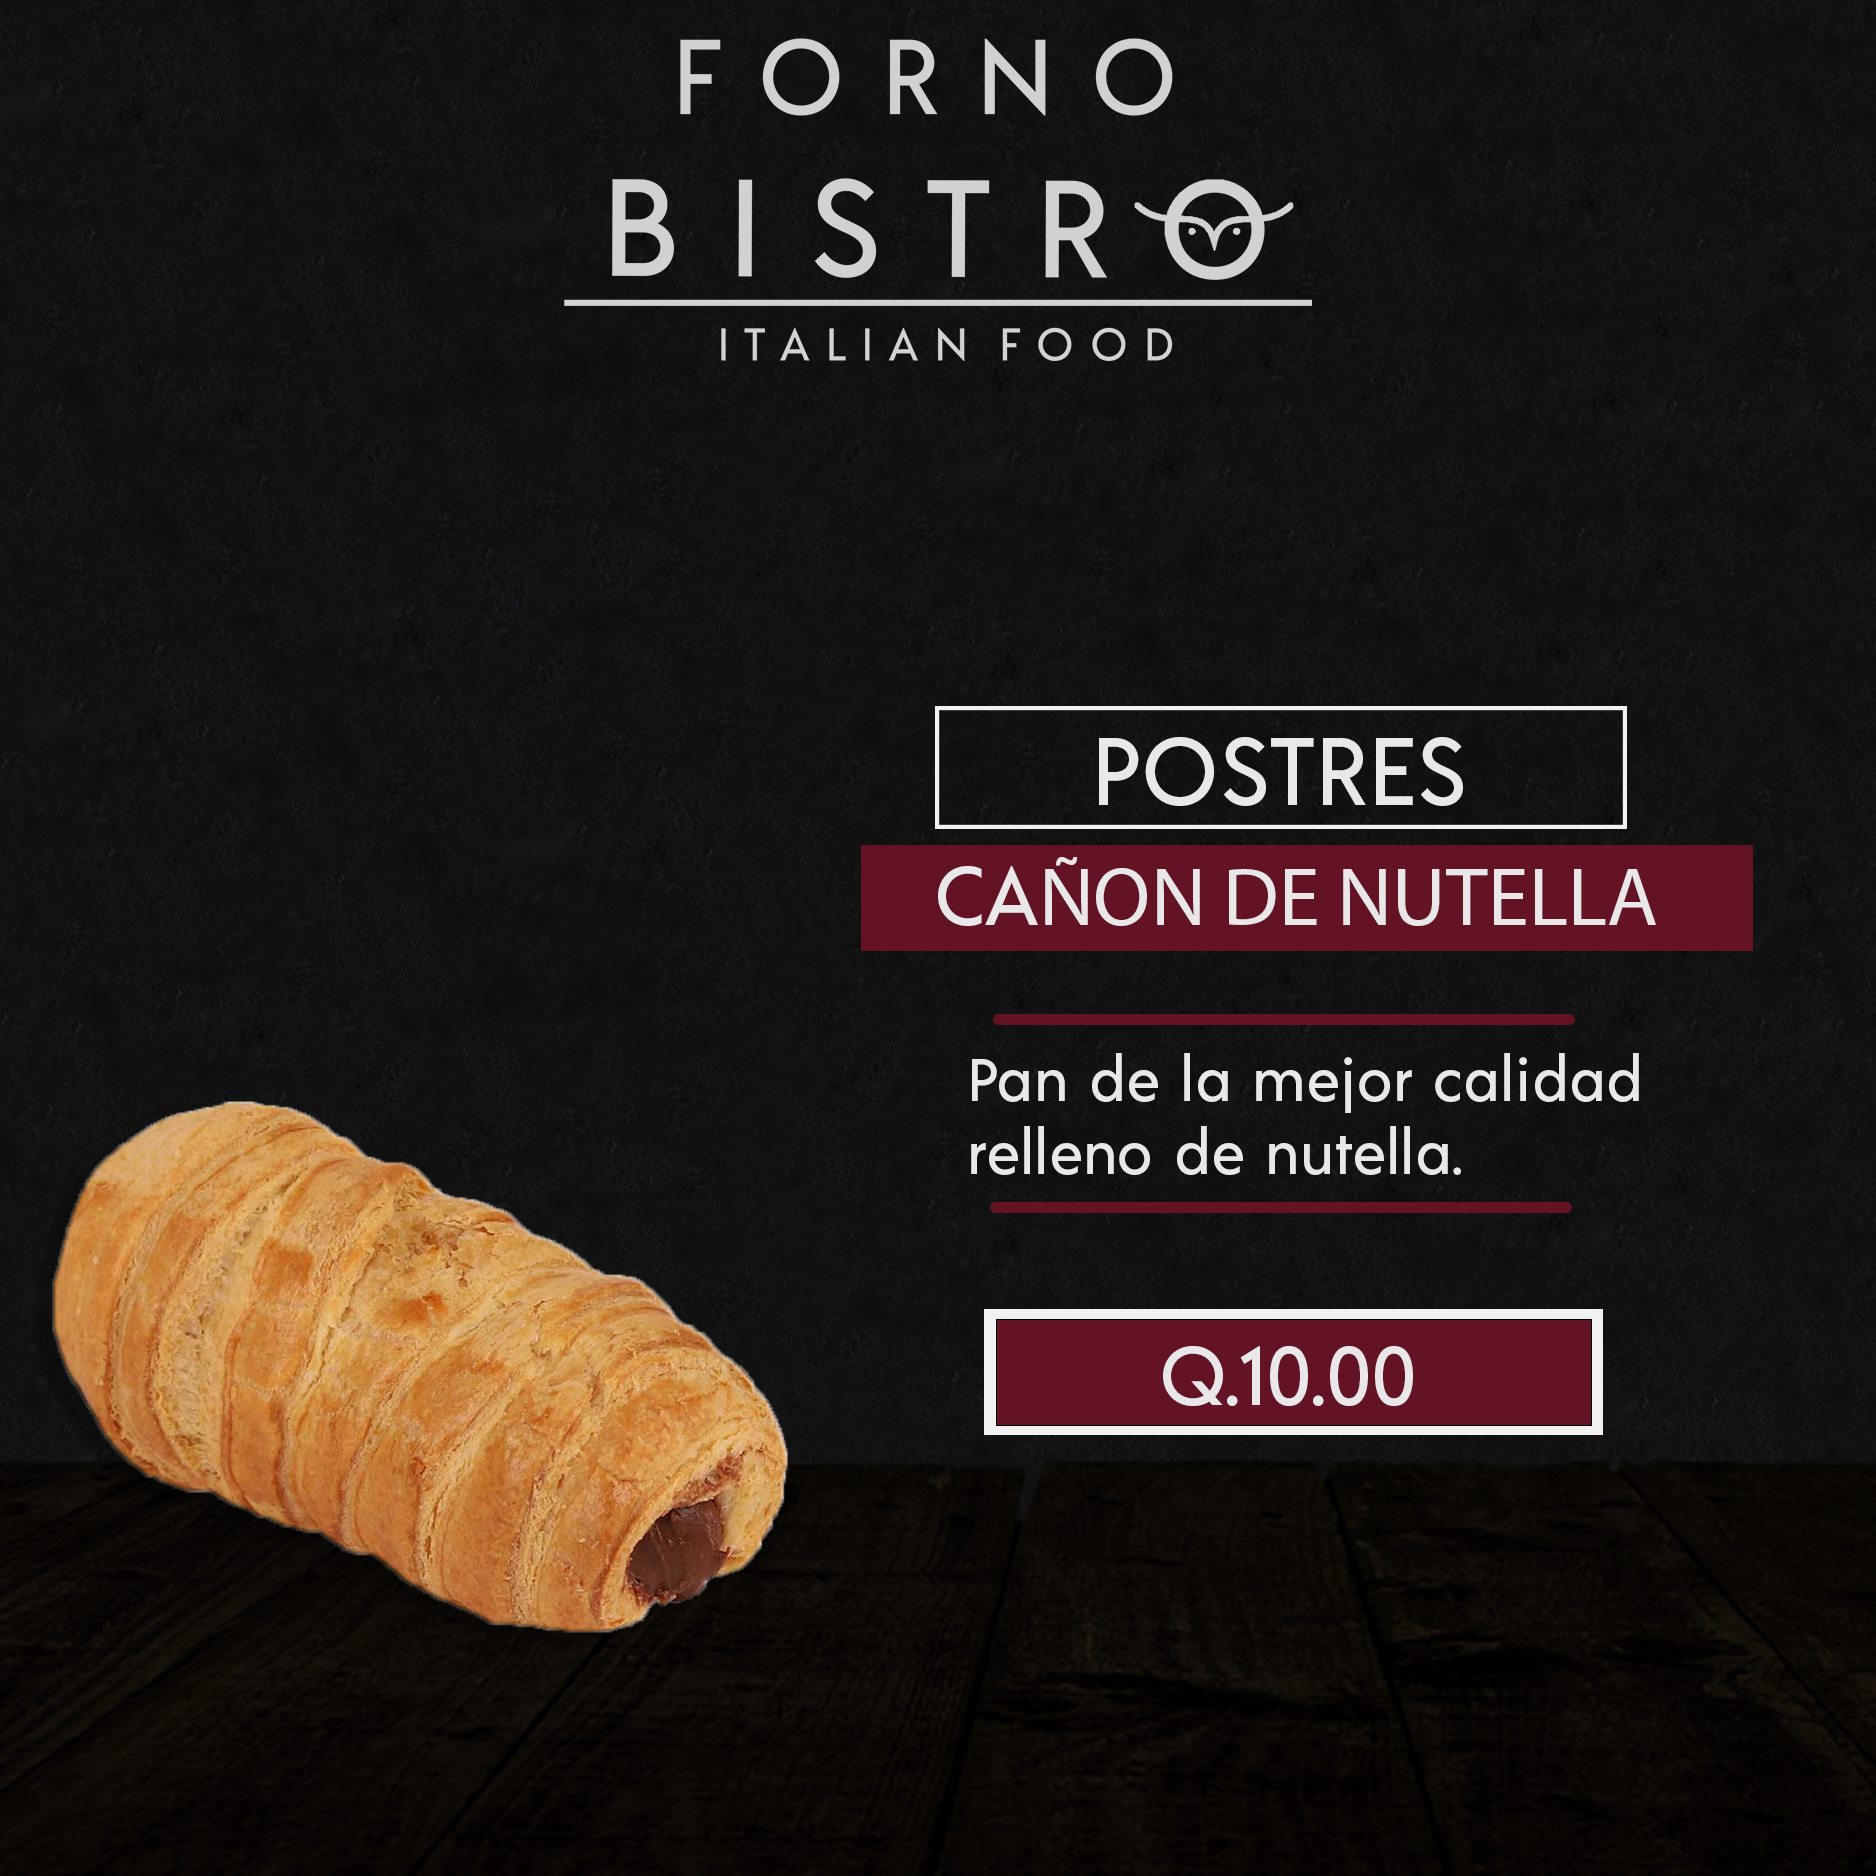 FORNO
BISTRO
ITALIAN FOOD
POSTRES
CAÑON DE NUTELLA
Pan de la mejor calidad
relleno de nutella.
Q.10.00